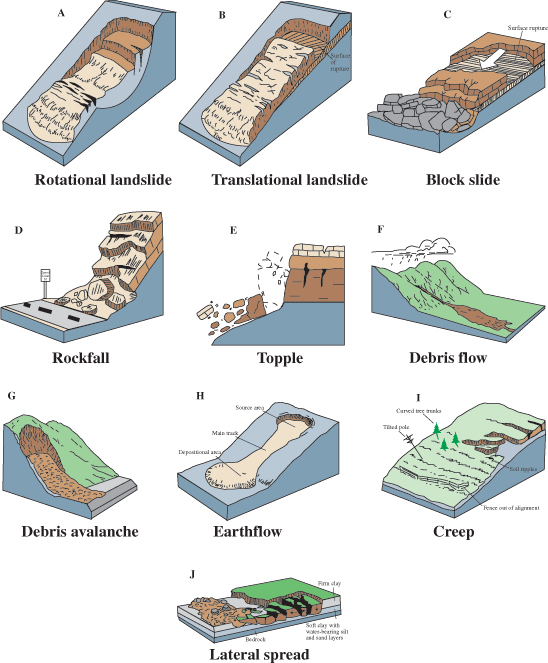 A
B
C
Surface rupture
Surface
of
rupture
Toe
Rotational landslide
Translational landslide
Block slide
D
E
F
Rockfall
Topple
Debris flow
G
H
I
Source area
Main track
Depositional area
Curved tree trunks
Tilted pole
Soil ripples
Fence out of alignment
Debris avalanche
Earthflow
Creep
J
Firm clay
Soft clay with
water-bearing silt
and sand layers
Bedrock
Lateral spread